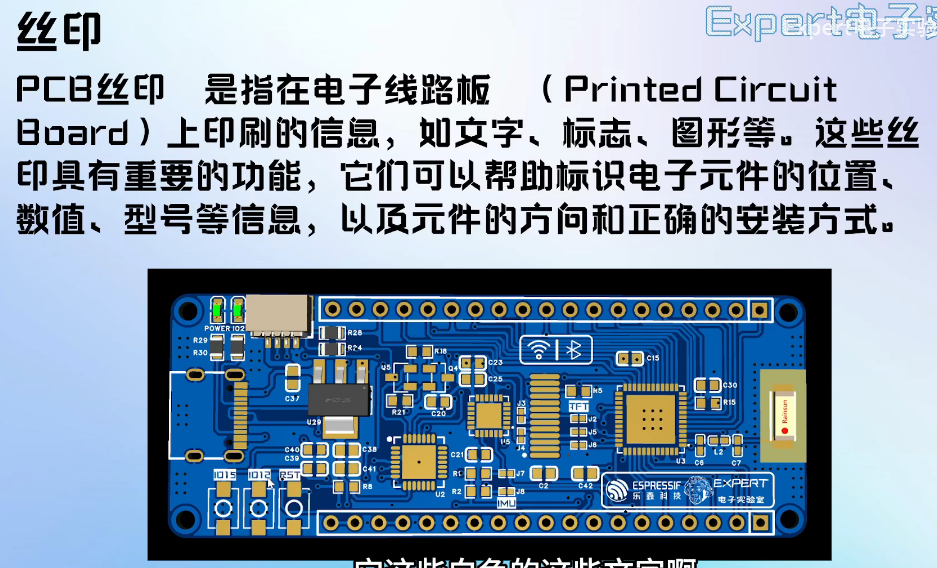 丝印
Expert电子实
PCB丝印 是指在电子线路板 （Printed Circuit
Board）上印刷的信息，如文字、标志、图形等。这些丝
印具有重要的功能，它们可以帮助标识电子元件的位置、
数值、型号等信息，以及元件的方向和正确的安装方式。
POWER IO2
R29
R30
R28
C37
U29
R18
Q5
Q4
C23
C25
R21
C20
C15
R5
TFT
J2
J5
J6
J3
J4
U5
C30
R15
Rainsun
C40
C39
C38
C41
R8
U2
C21
R2
J7
J8
IMU
C2
C42
U3
C6
L2
C7
IO15
IO12
RST
ESPRESSIF
乐鑫科技
EXPERT
电子实验室